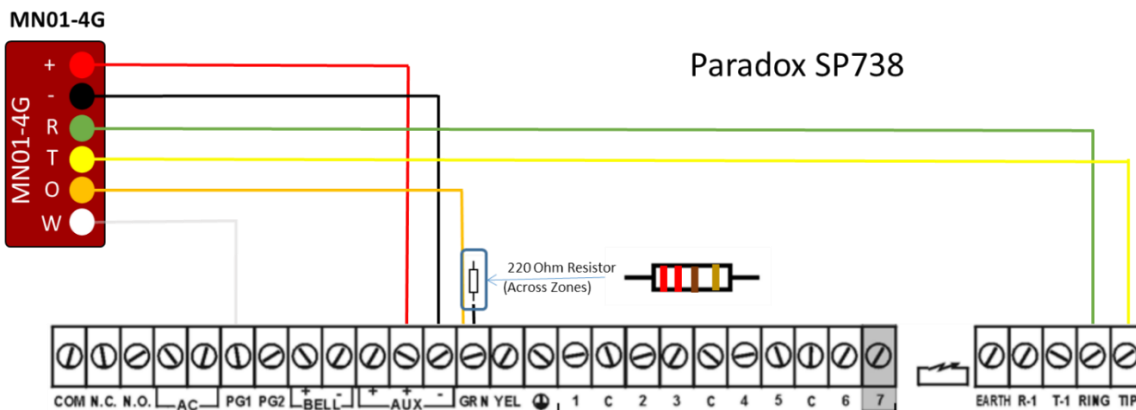 MN01-4G
Paradox SP738
MN01-4G
+
-
R
T
O
W
220 Ohm Resistor
(Across Zones)
COM N.C. N.O. AC PG1 PG2 + BELL - + AUX + - GRN YEL 1 C 2 3 C 4 5 C 6 7 EARTH R-1 T-1 RING TIP